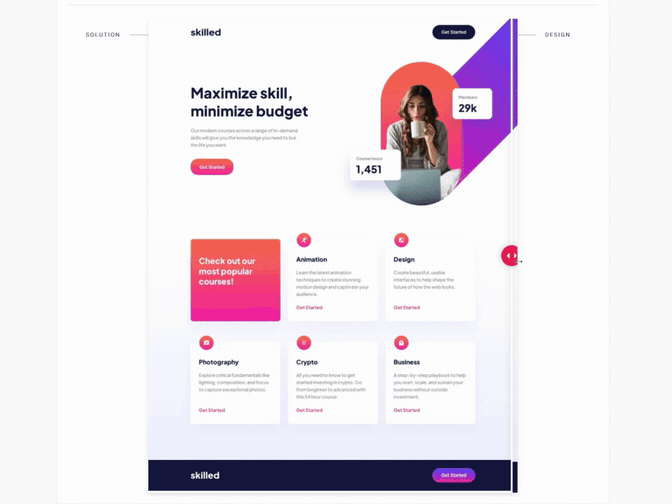 SOLUTION
DESIGN
skilled
Get Started
Maximize skill,
minimize budget
Our modern courses across a range of in-demand
skills will give you the knowledge you need to live
the life you want.
Get Started
Members
29k
Course hours
1,451
Check out our
most popular
courses!
Animation
Learn the latest animation
techniques to create stunning
motion design and captivate your
audience.
Get Started
Design
Create beautiful, usable
interfaces to help shape the
future of how the web looks.
Get Started
Photography
Explore critical fundamentals like
lighting, composition, and focus
to capture exceptional photos.
Get Started
Crypto
All you need to know to get
started investing in crypto. Go
from beginner to advanced with
this 54 hour course.
Get Started
Business
A step-by-step playbook to help
you start, scale, and sustain your
business without outside
investment.
Get Started
skilled
Get Started